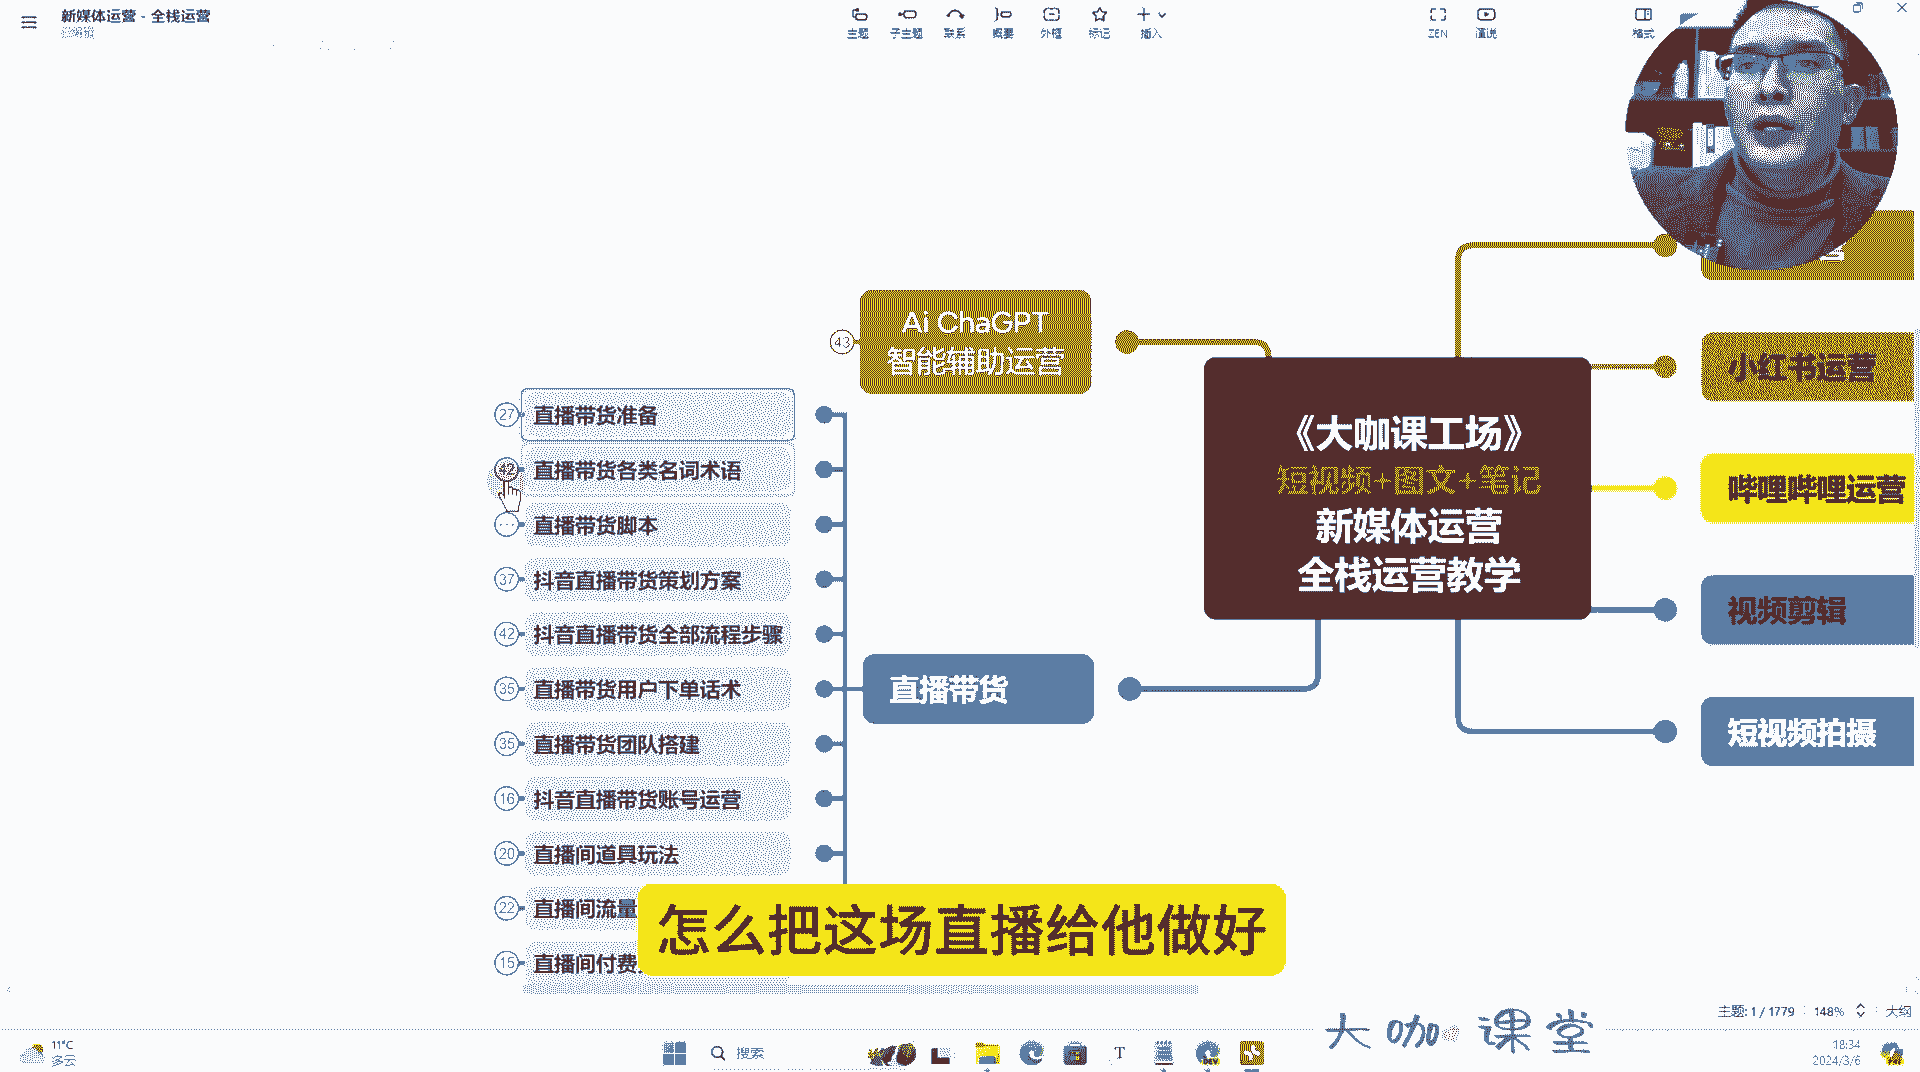 新媒体运营 - 全栈运营
主题
子主题
联系
概要
外框
标记
插入
ZEN
演说
格式
Ai ChaGPT
智能辅助运营
43
27
直播带货准备
42
直播带货各类名词术语
直播带货脚本
37
抖音直播带货策划方案
42
抖音直播带货全部流程步骤
35
直播带货用户下单话术
35
直播带货团队搭建
16
抖音直播带货账号运营
20
直播间道具玩法
22
直播间流量
15
直播间付费
直播带货
《大咖课工场》
短视频+图文+笔记
新媒体运营
全栈运营教学
小红书运营
哔哩哔哩运营
视频剪辑
短视频拍摄
怎么把这场直播给他做好
主题: 1 / 1779
148%
大纲
大咖课堂
11°C
多云
搜索
T
DEV
18:34
2024/3/6